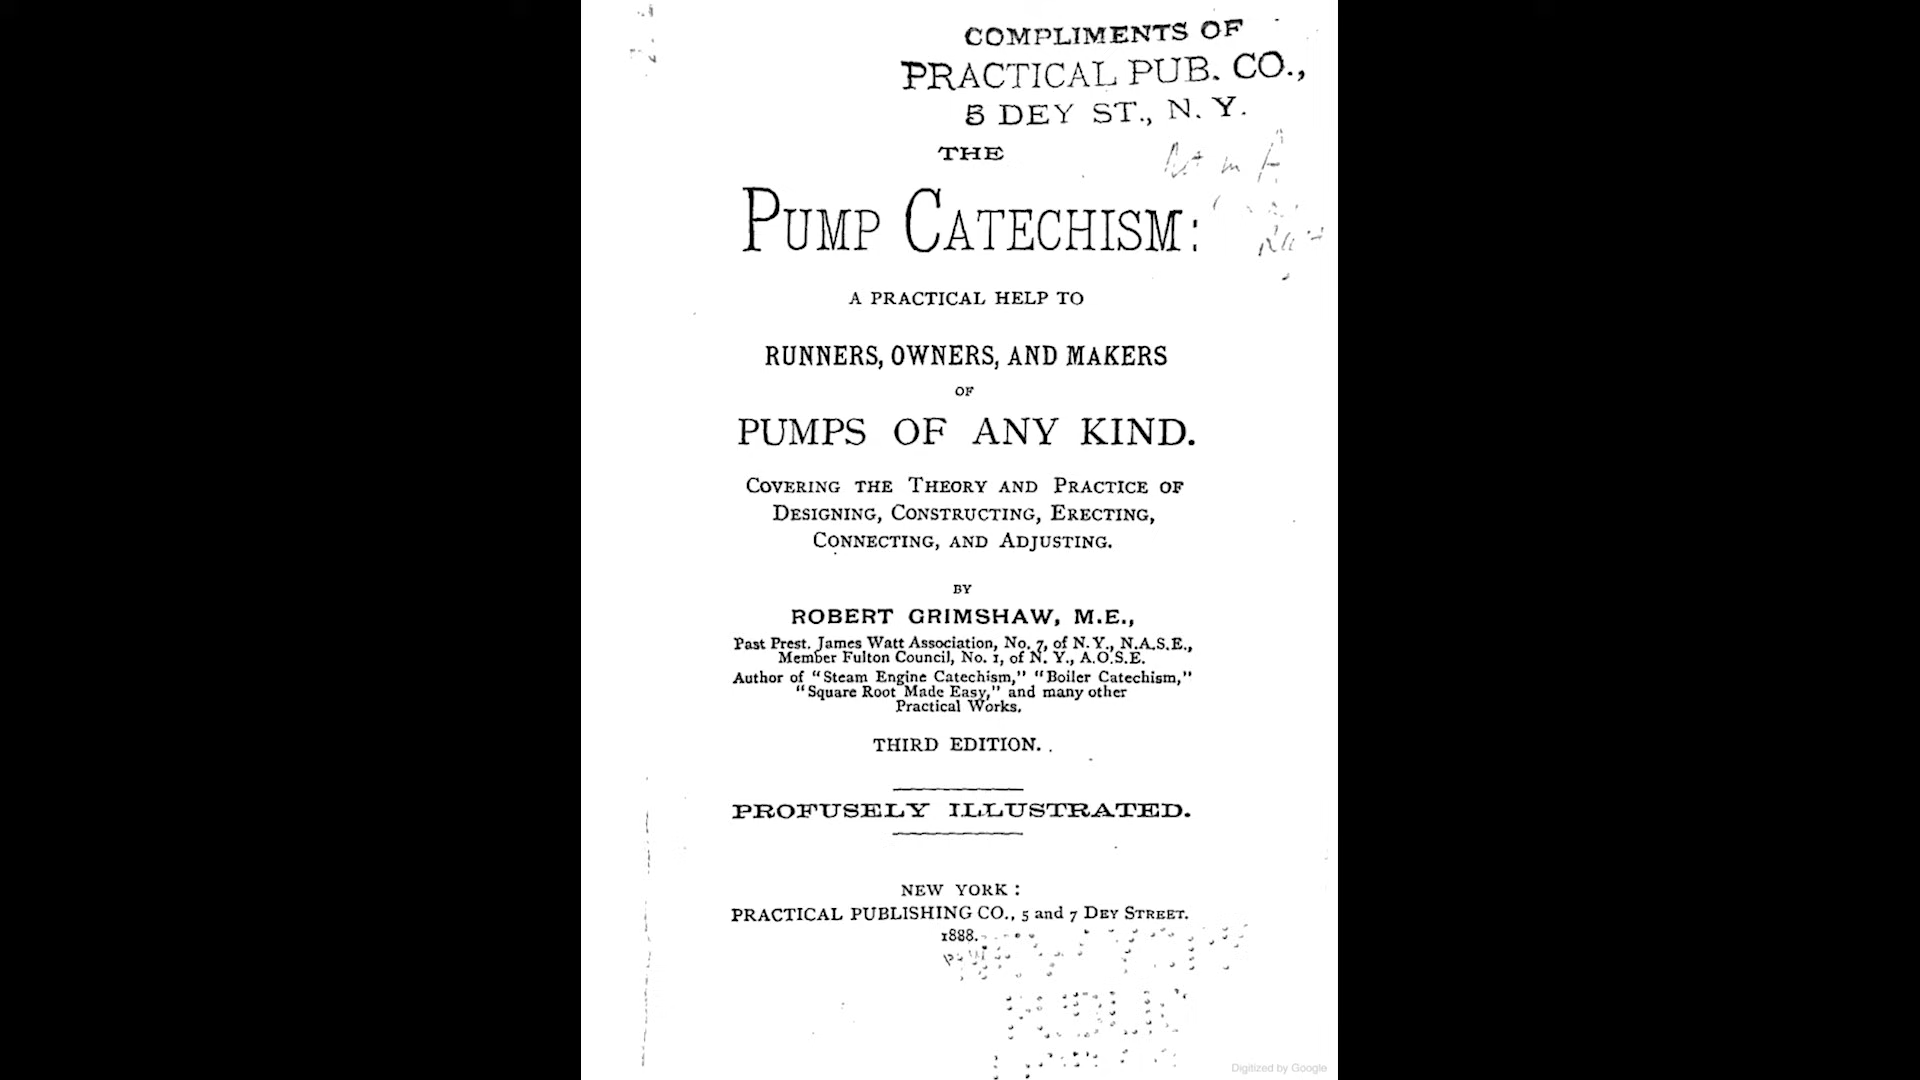 COMPLIMENTS OF
PRACTICAL PUB. CO.,
5 DEY ST., N. Y.
THE
PUMP CATECHISM:
A PRACTICAL HELP TO
RUNNERS, OWNERS, AND MAKERS
OF
PUMPS OF ANY KIND.
COVERING THE THEORY AND PRACTICE OF
DESIGNING, CONSTRUCTING, ERECTING,
CONNECTING, AND ADJUSTING.
BY
ROBERT GRIMSHAW, M.E.,
Past Prest. James Watt Association, No. 7, of N.Y., N.A.S.E.,
Member Fulton Council, No. 1, of N. Y., A.O.S.E.
Author of "Steam Engine Catechism," "Boiler Catechism,"
"Square Root Made Easy," and many other
Practical Works.
THIRD EDITION.
PROFUSELY ILLUSTRATED.
NEW YORK :
PRACTICAL PUBLISHING CO., 5 and 7 DEY STREET.
1888.
Digitized by Google